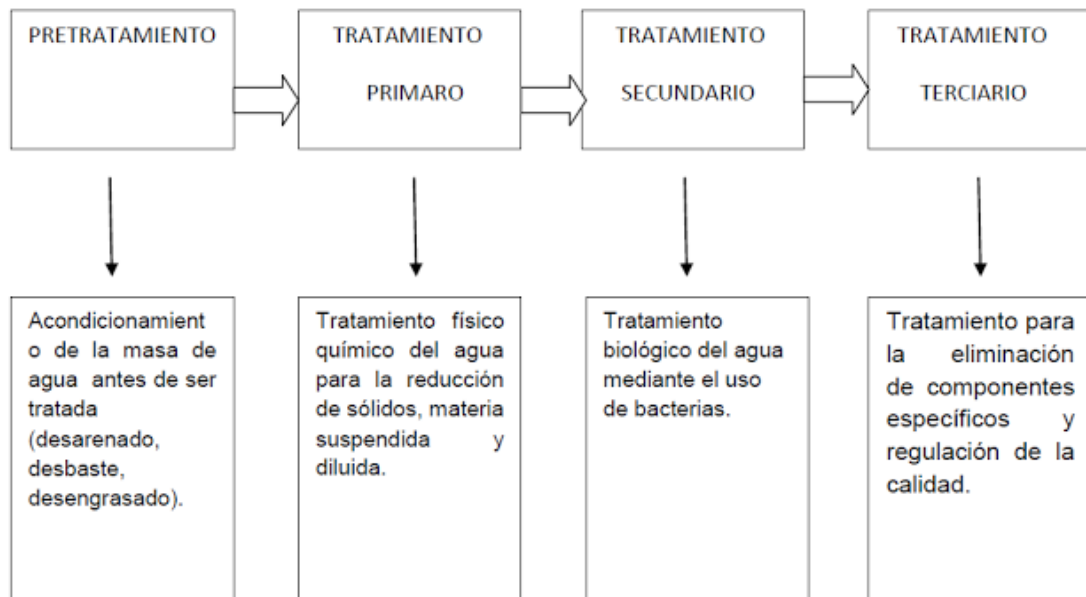 PRETRATAMIENTO
TRATAMIENTO
PRIMARO
TRATAMIENTO
SECUNDARIO
TRATAMIENTO
TERCIARIO
Acondicionamient
o de la masa de
agua antes de ser
tratada
(desarenado,
desbaste,
desengrasado).
Tratamiento físico
químico del agua
para la reducción
de sólidos, materia
suspendida y
diluida.
Tratamiento
biológico del agua
mediante el uso
de bacterias.
Tratamiento para
la eliminación
de componentes
específicos y
regulación de la
calidad.